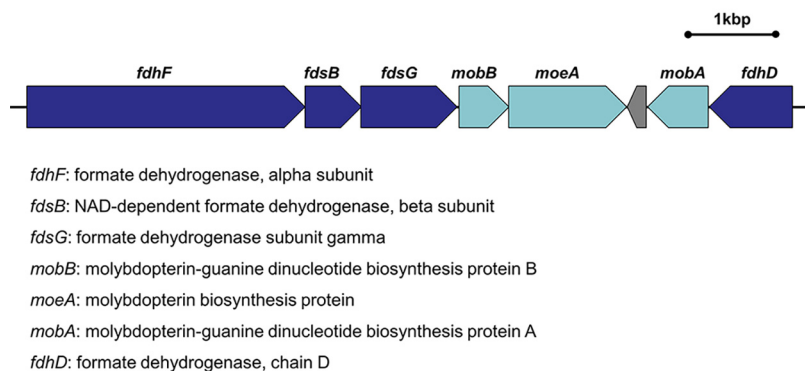 1kbp
fdhF fdsB fdsG mobB moeA mobA fdhD
fdhF: formate dehydrogenase, alpha subunit
fdsB: NAD-dependent formate dehydrogenase, beta subunit
fdsG: formate dehydrogenase subunit gamma
mobB: molybdopterin-guanine dinucleotide biosynthesis protein B
moeA: molybdopterin biosynthesis protein
mobA: molybdopterin-guanine dinucleotide biosynthesis protein A
fdhD: formate dehydrogenase, chain D